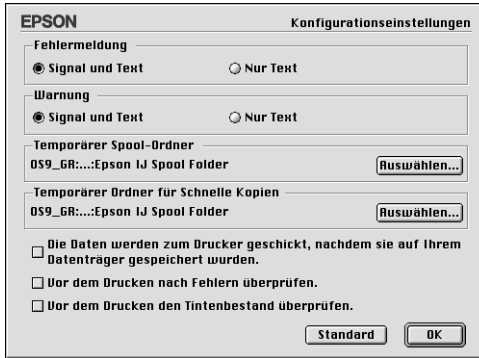 EPSON Konfigurationseinstellungen
Fehlermeldung
Signal und Text Nur Text
Warnung
Signal und Text Nur Text
Temporärer Spool-Ordner
OS9_GR:...:Epson IJ Spool Folder Auswählen...
Temporärer Ordner für Schnelle Kopien
OS9_GR:...:Epson IJ Spool Folder Auswählen...
Die Daten werden zum Drucker geschickt, nachdem sie auf Ihrem
Datenträger gespeichert wurden.
Vor dem Drucken nach Fehlern überprüfen.
Vor dem Drucken den Tintenbestand überprüfen.
Standard OK